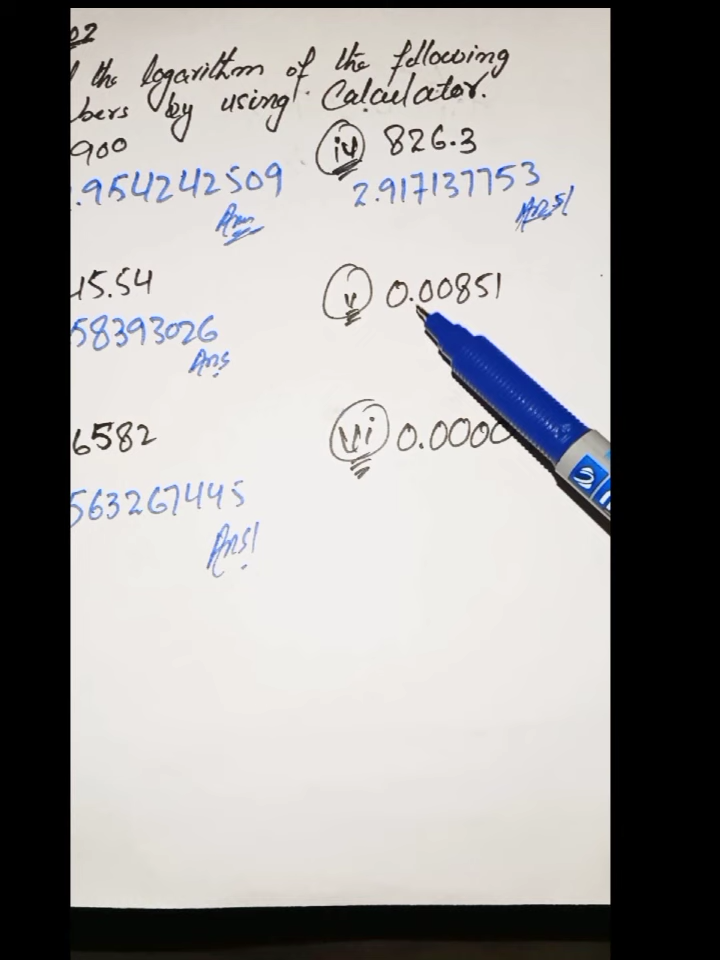 02
the logarithm of the following
bers by using Calculator.
900
.954242509
Ans
iv 826.3
2.917137753
Ans
15.54
58393026
Ans
v 0.00851
6582
563267445
Ans
vi 0.0000